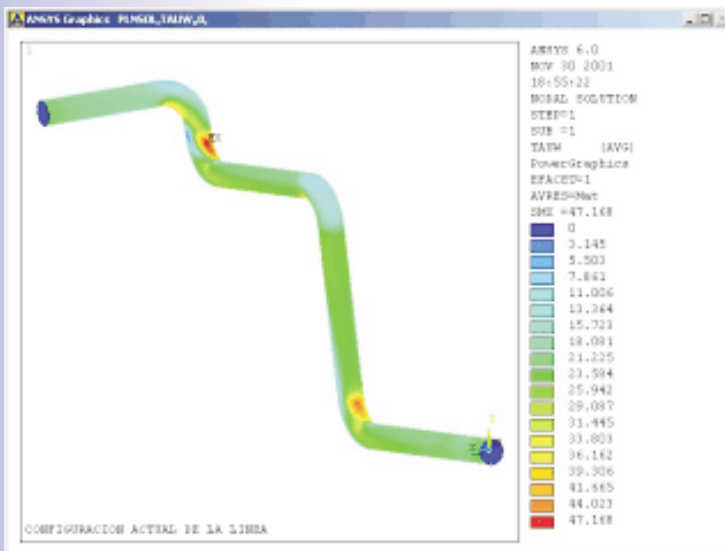 ANSYS Graphics PLNSOL,TAUW,0,
1
ANSYS 6.0
NOV 30 2001
18:55:22
NODAL SOLUTION
STEP=1
SUB =1
TAUW (AVG)
PowerGraphics
EFACET=1
AVRES=Mat
SMX =47.168
0
3.145
5.503
7.861
11.006
13.264
15.723
18.081
21.225
23.584
25.942
29.087
31.445
33.803
36.162
39.306
41.665
44.023
47.168
MX
Y
CONFIGURACION ACTUAL DE LA LINEA